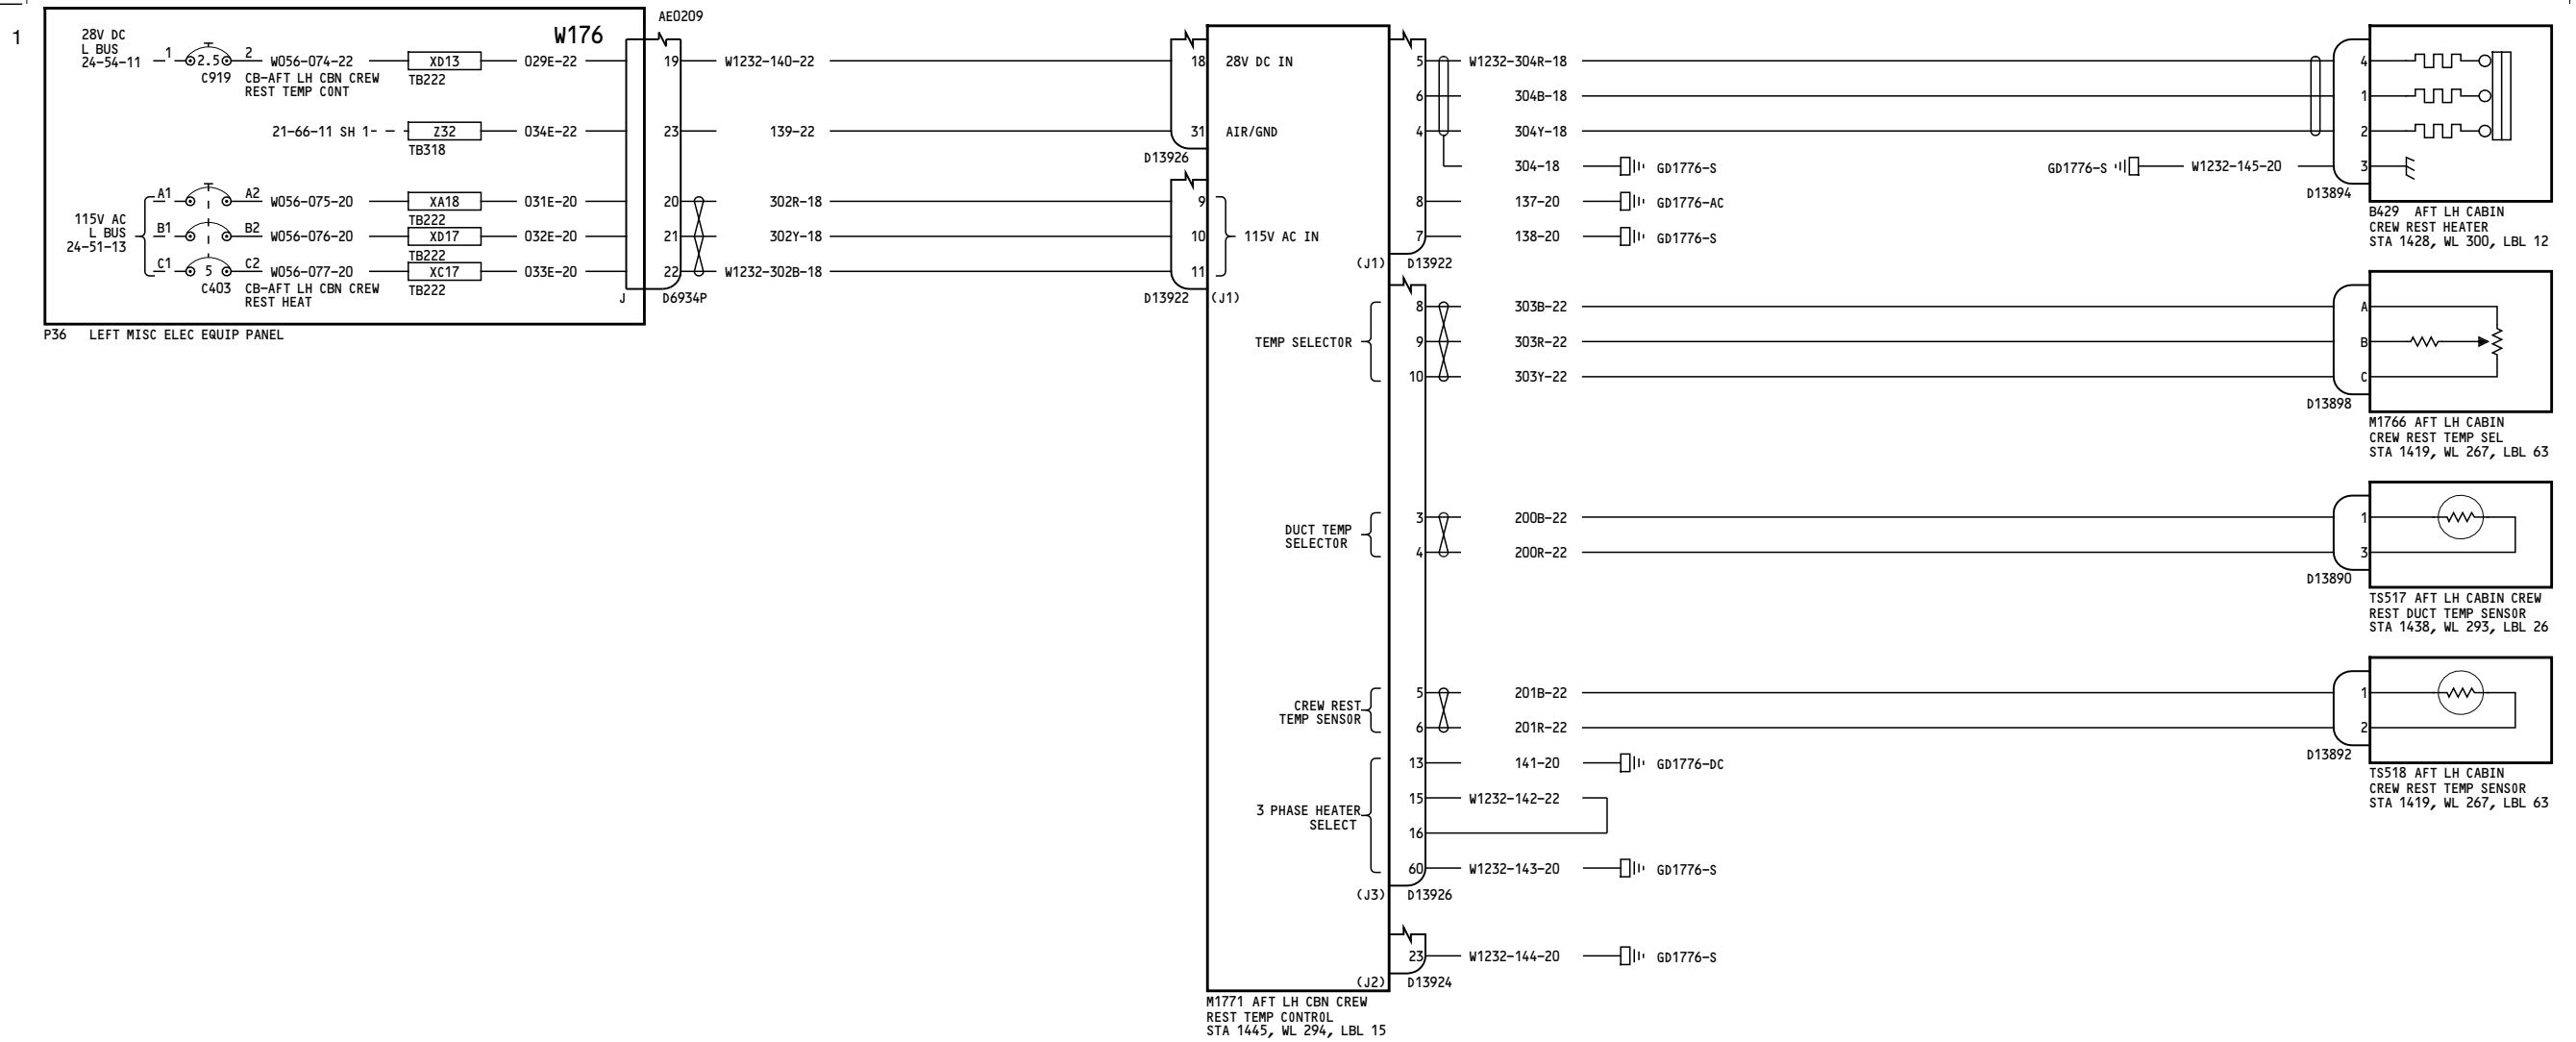 1
28V DC
L BUS
24-54-11
1
2.5
2
W056-074-22
C919
CB-AFT LH CBN CREW
REST TEMP CONT
XD13
TB222
029E-22
W176
AE0209
19
W1232-140-22
21-66-11 SH 1
Z32
TB318
034E-22
23
139-22
115V AC
L BUS
24-51-13
A1
A2
W056-075-20
XA18
TB222
031E-20
20
302R-18
B1
B2
W056-076-20
XD17
TB222
032E-20
21
302Y-18
C1
5
C2
W056-077-20
XC17
TB222
033E-20
22
W1232-302B-18
C403
CB-AFT LH CBN CREW
REST HEAT
J
D6934P
P36 LEFT MISC ELEC EQUIP PANEL
18
28V DC IN
31
AIR/GND
D13926
9
10
115V AC IN
11
D13922
(J1)
5
W1232-304R-18
6
304B-18
4
304Y-18
304-18
GD1776-S
8
137-20
GD1776-AC
7
138-20
GD1776-S
(J1)
D13922
TEMP SELECTOR
8
303B-22
9
303R-22
10
303Y-22
DUCT TEMP
SELECTOR
3
200B-22
4
200R-22
CREW REST
TEMP SENSOR
5
201B-22
6
201R-22
3 PHASE HEATER
SELECT
13
141-20
GD1776-DC
15
W1232-142-22
16
60
W1232-143-20
GD1776-S
(J3)
D13926
23
W1232-144-20
GD1776-S
(J2)
D13924
M1771 AFT LH CBN CREW
REST TEMP CONTROL
STA 1445, WL 294, LBL 15
4
1
2
GD1776-S
W1232-145-20
3
D13894
B429 AFT LH CABIN
CREW REST HEATER
STA 1428, WL 300, LBL 12
A
B
C
D13898
M1766 AFT LH CABIN
CREW REST TEMP SEL
STA 1419, WL 267, LBL 63
1
3
D13890
TS517 AFT LH CABIN CREW
REST DUCT TEMP SENSOR
STA 1438, WL 293, LBL 26
1
2
D13892
TS518 AFT LH CABIN
CREW REST TEMP SENSOR
STA 1419, WL 267, LBL 63